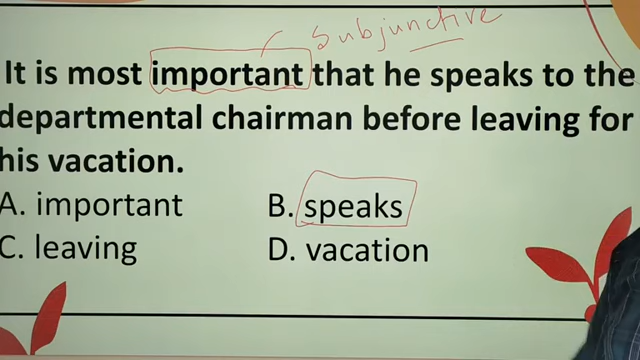 Subjunctive
It is most important that he speaks to the
departmental chairman before leaving for
his vacation.
A. important
B. speaks
C. leaving
D. vacation